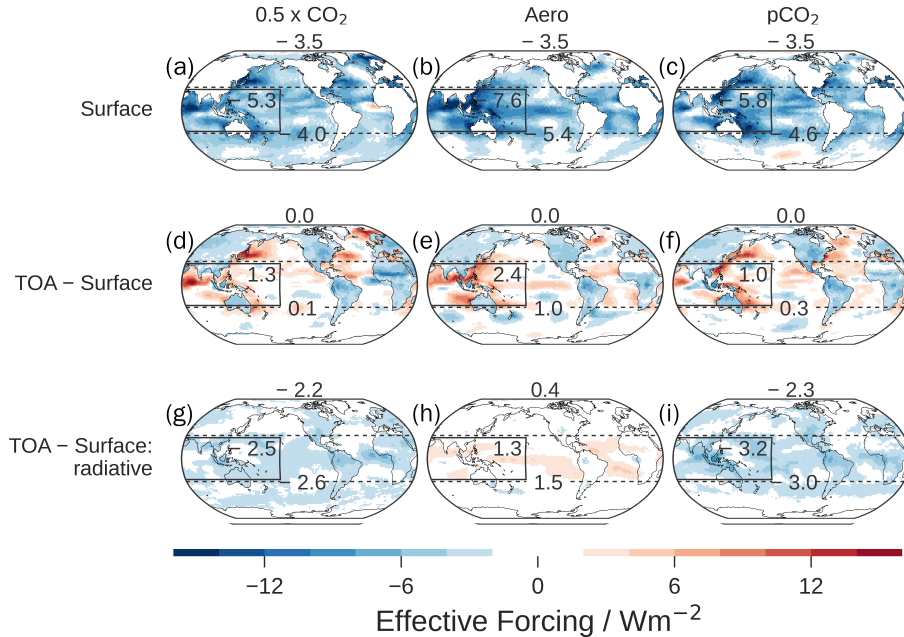 0.5 x CO₂ Aero pCO₂
− 3.5 − 3.5 − 3.5
(a) (b) (c)
Surface
− 5.3 − 7.6 − 5.8
− 4.0 − 5.4 − 4.6
0.0 0.0 0.0
(d) (e) (f)
TOA − Surface
1.3 2.4 1.0
0.1 1.0 0.3
− 2.2 0.4 − 2.3
(g) (h) (i)
TOA − Surface:
radiative
− 2.5 1.3 − 3.2
− 2.6 1.5 − 3.0
−12 −6 0 6 12
Effective Forcing / Wm⁻²